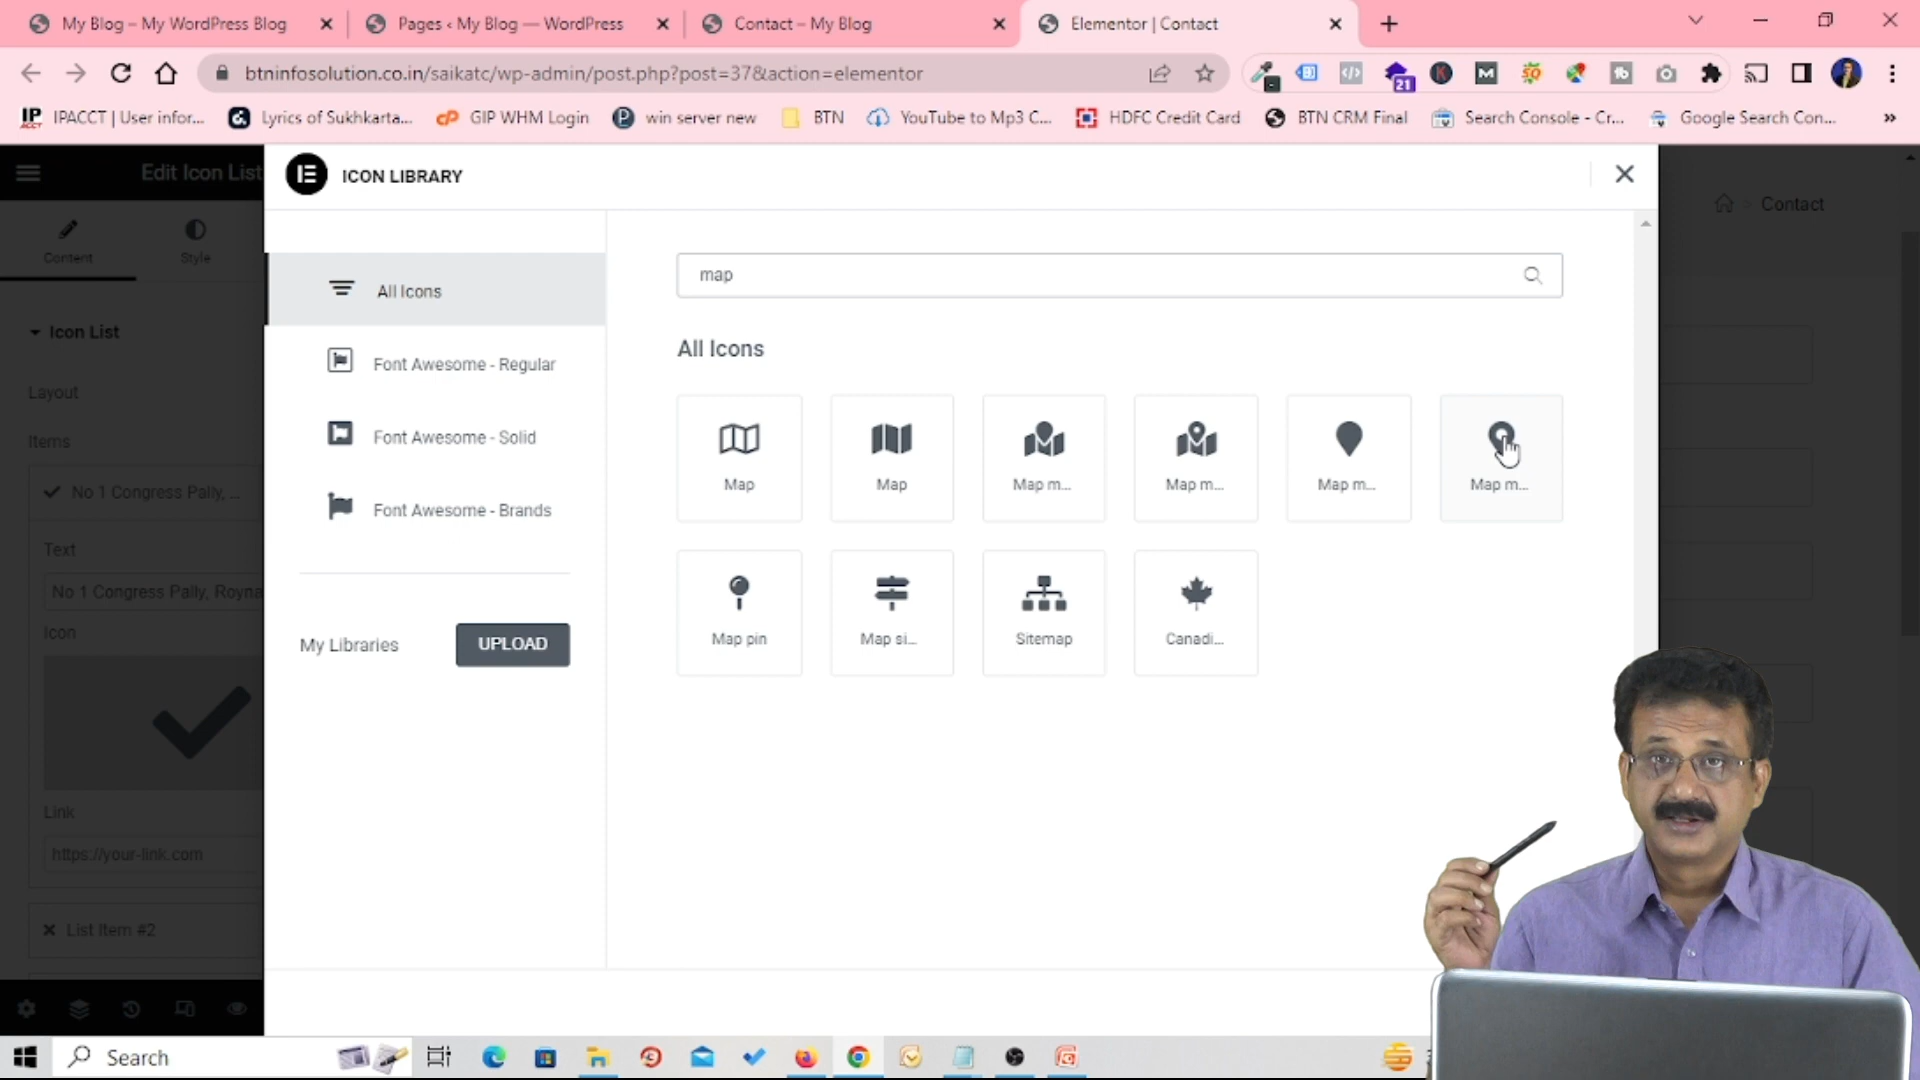 My Blog – My WordPress Blog
Pages ‹ My Blog — WordPress
Contact – My Blog
Elementor | Contact
btninfosolution.co.in/saikatc/wp-admin/post.php?post=37&action=elementor
21
IP ACCT IPACCT | User infor...
Lyrics of Sukhkarta...
cP GIP WHM Login
win server new
BTN
YouTube to Mp3 C...
HDFC Credit Card
BTN CRM Final
Search Console - Cr...
Google Search Con...
Edit Icon List
ICON LIBRARY
Contact
Content
Style
map
All Icons
Icon List
All Icons
Font Awesome - Regular
Layout
Font Awesome - Solid
Items
Map
Map
Map m...
Map m...
Map m...
Map m...
No 1 Congress Pally, ...
Font Awesome - Brands
Text
No 1 Congress Pally, Royna
Icon
My Libraries
UPLOAD
Map pin
Map si...
Sitemap
Canadi...
Link
https://your-link.com
List Item #2
Search